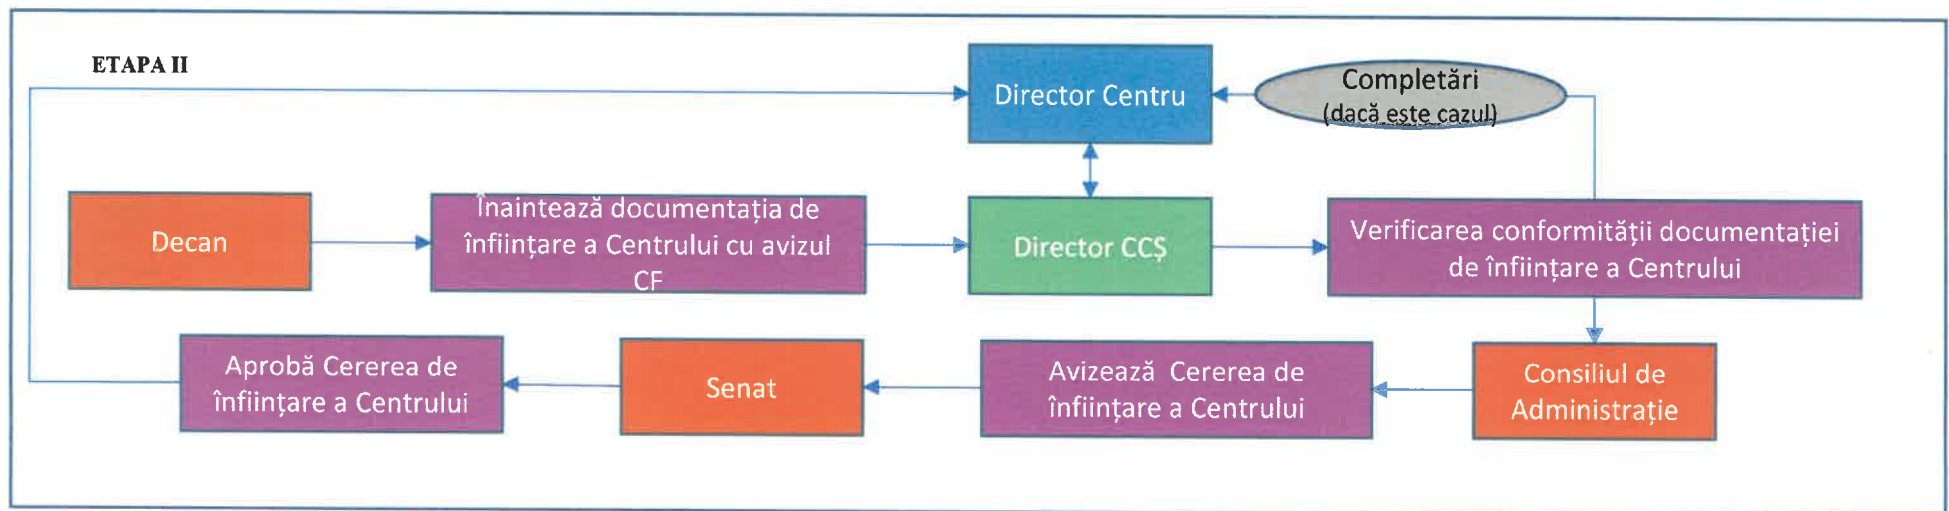 ETAPA II
Director Centru
Completări
(dacă este cazul)
Decan
Înaintează documentația de
înființare a Centrului cu avizul
CF
Director CCȘ
Verificarea conformității documentației
de înființare a Centrului
Aprobă Cererea de
înființare a Centrului
Senat
Avizează Cererea de
înființare a Centrului
Consiliul de
Administrație